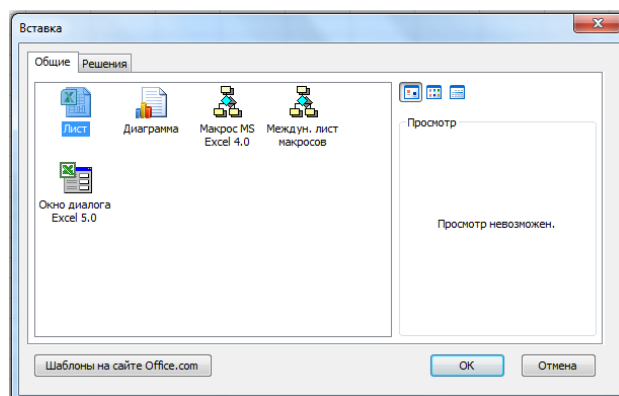 Вставка
Общие
Решения
Лист
Диаграмма
Макрос MS
Excel 4.0
Междун. лист
макросов
Окно диалога
Excel 5.0
Просмотр
Просмотр невозможен.
Шаблоны на сайте Office.com
ОК
Отмена